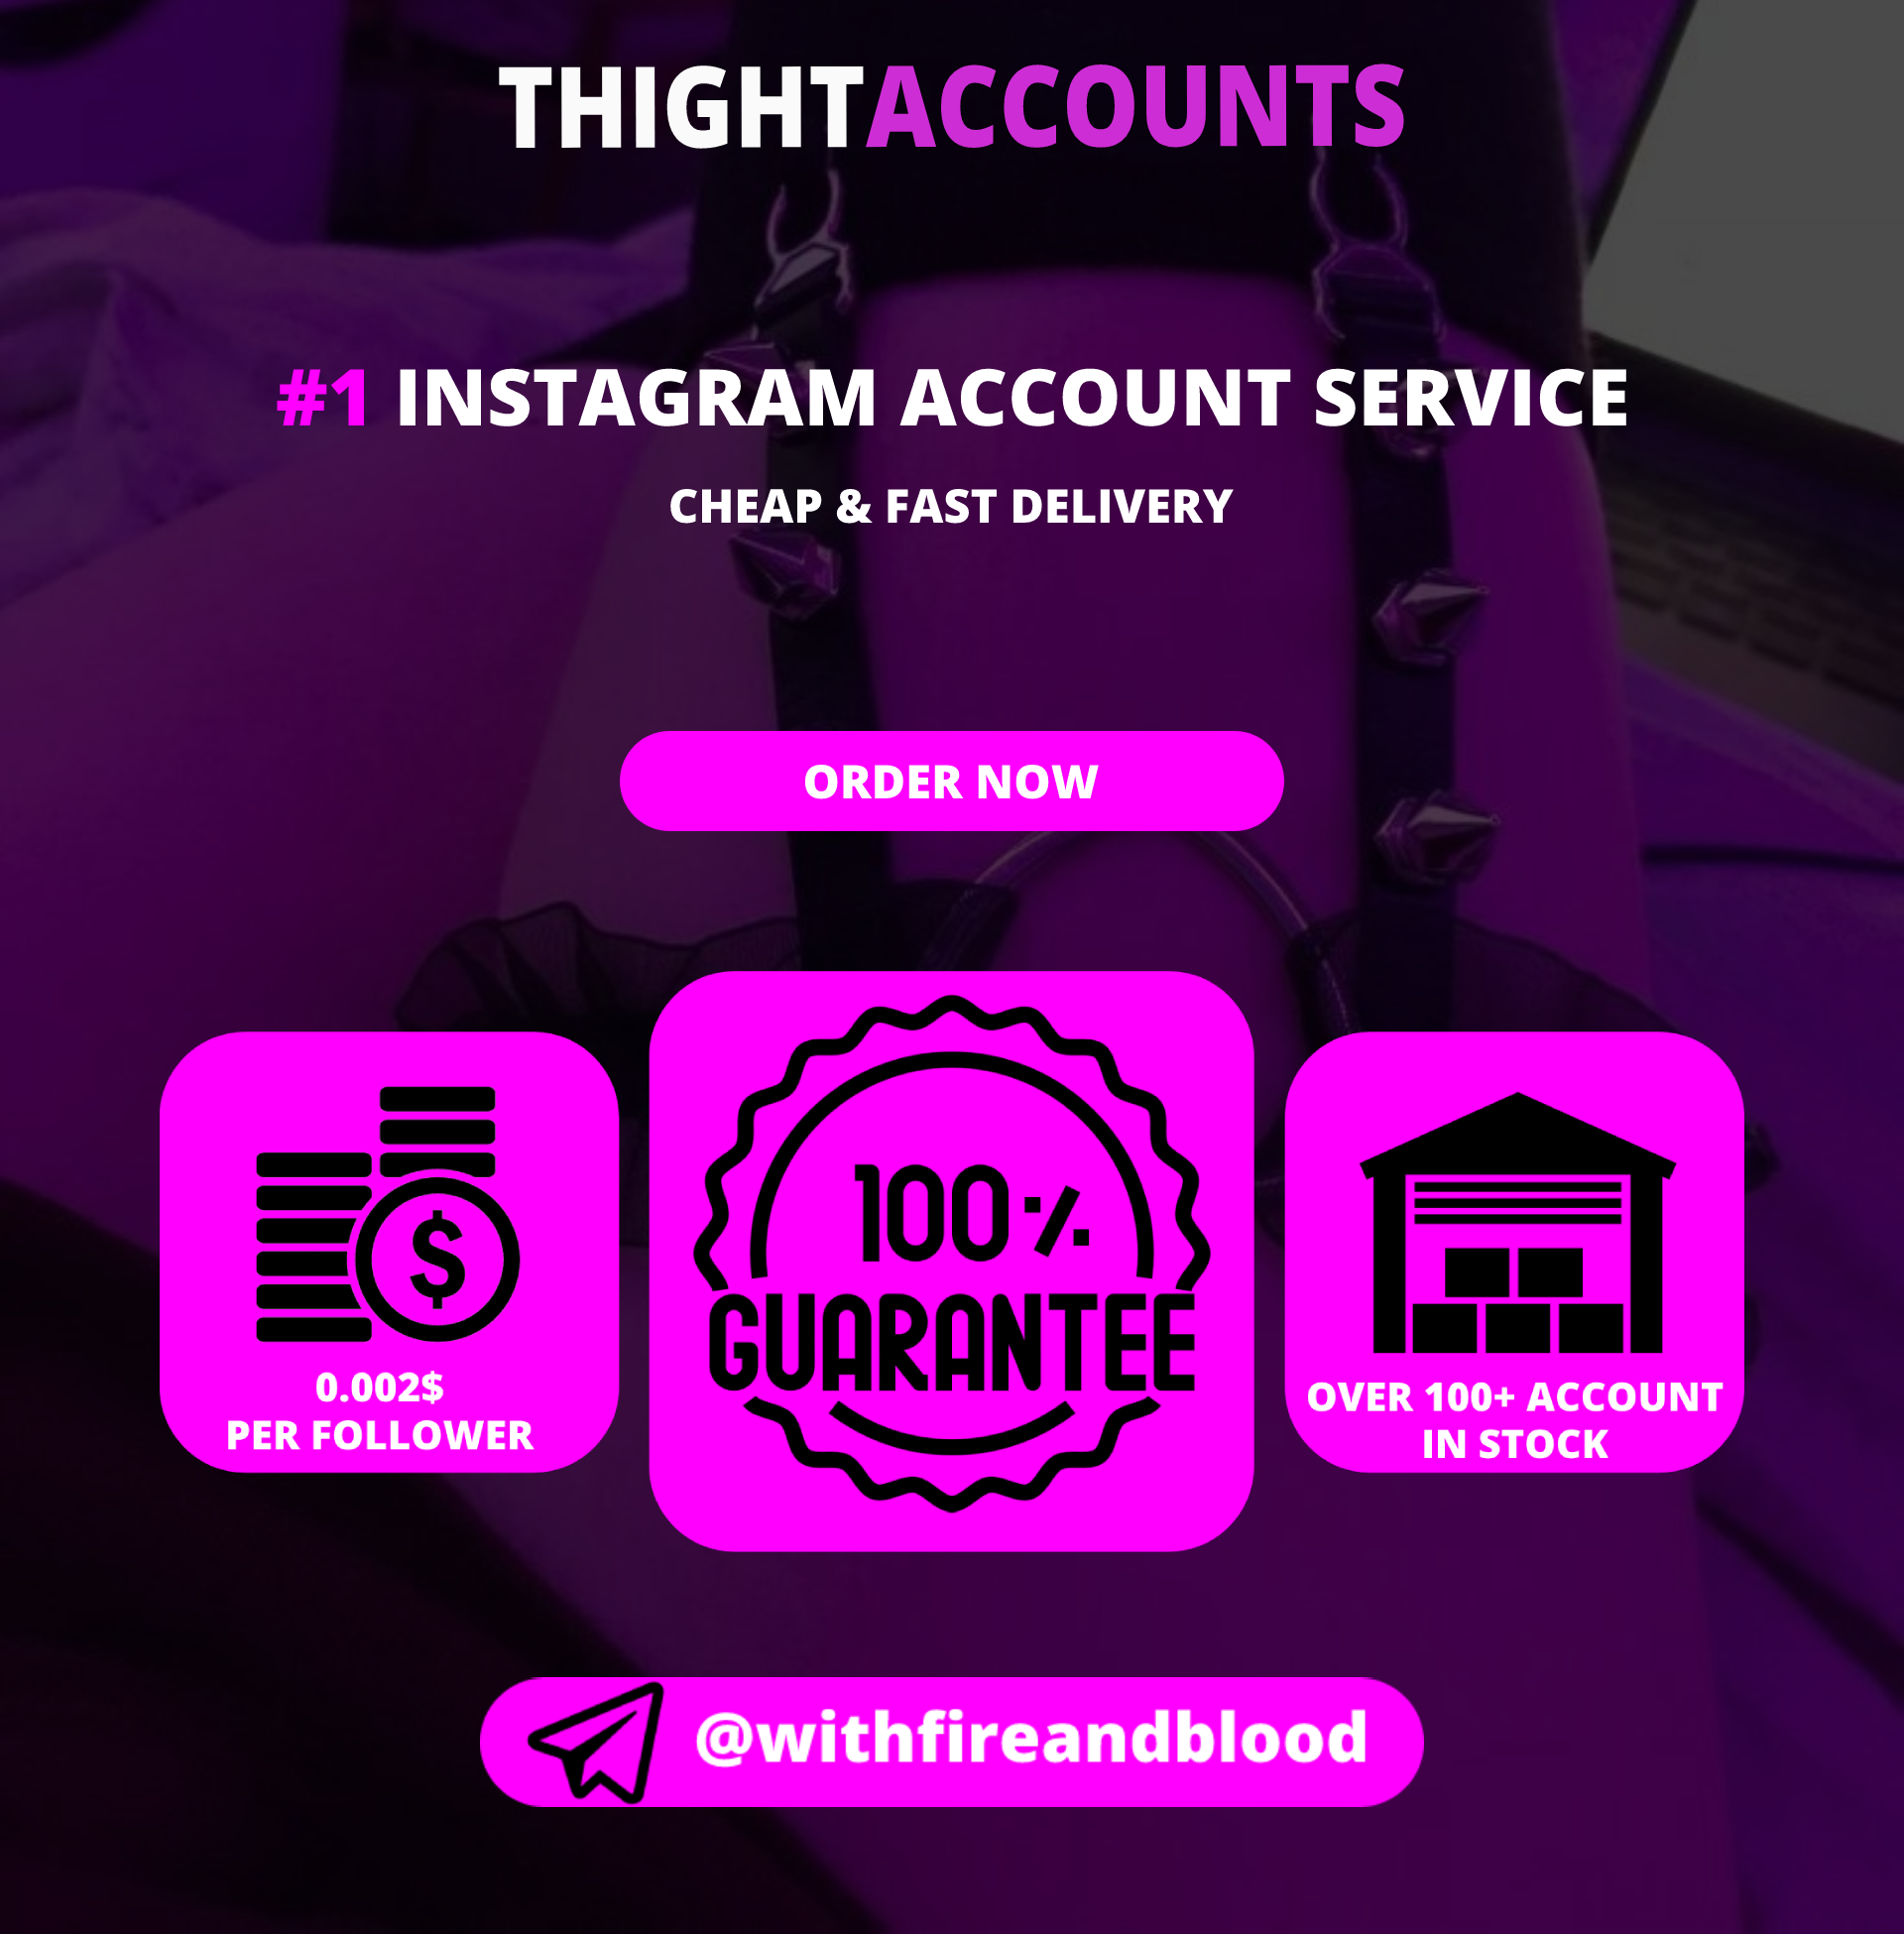 THIGHTACCOUNTS
#1 INSTAGRAM ACCOUNT SERVICE
CHEAP & FAST DELIVERY
ORDER NOW
100%
GUARANTEE
0.002$
PER FOLLOWER
OVER 100+ ACCOUNT
IN STOCK
@withfireandblood